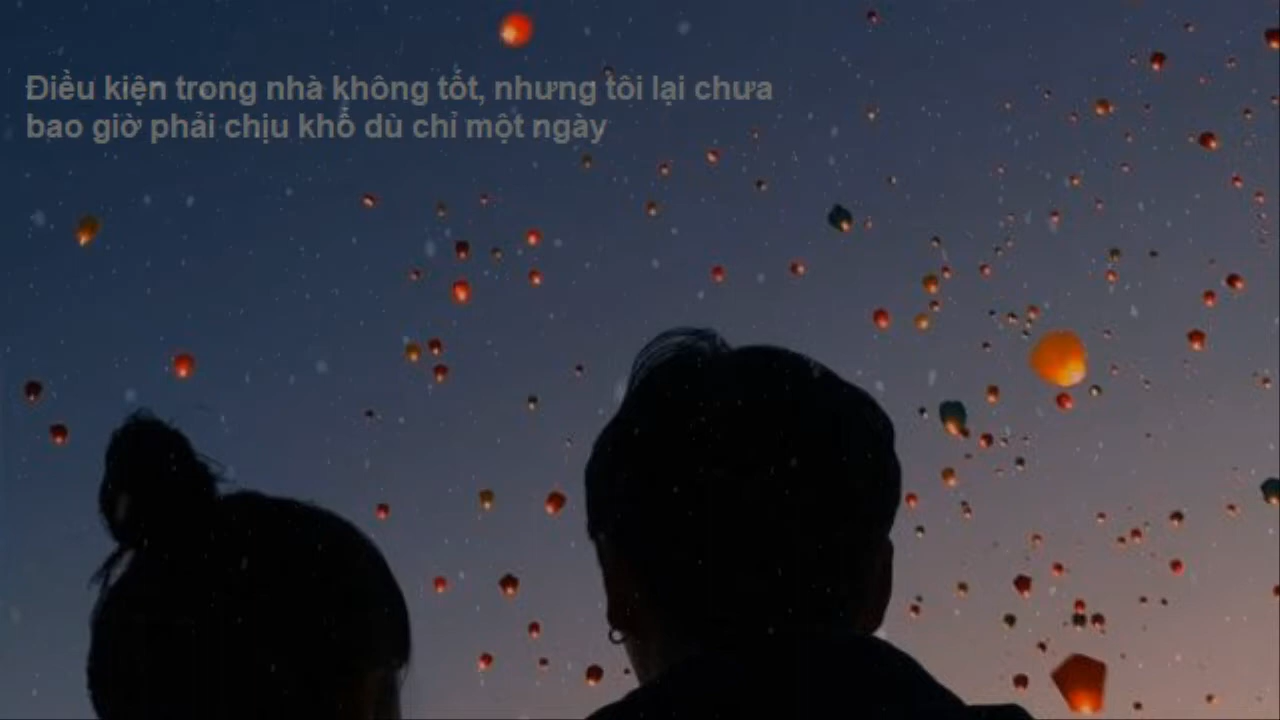 Điều kiện trong nhà không tốt, nhưng tôi lại chưa
bao giờ phải chịu khổ dù chỉ một ngày